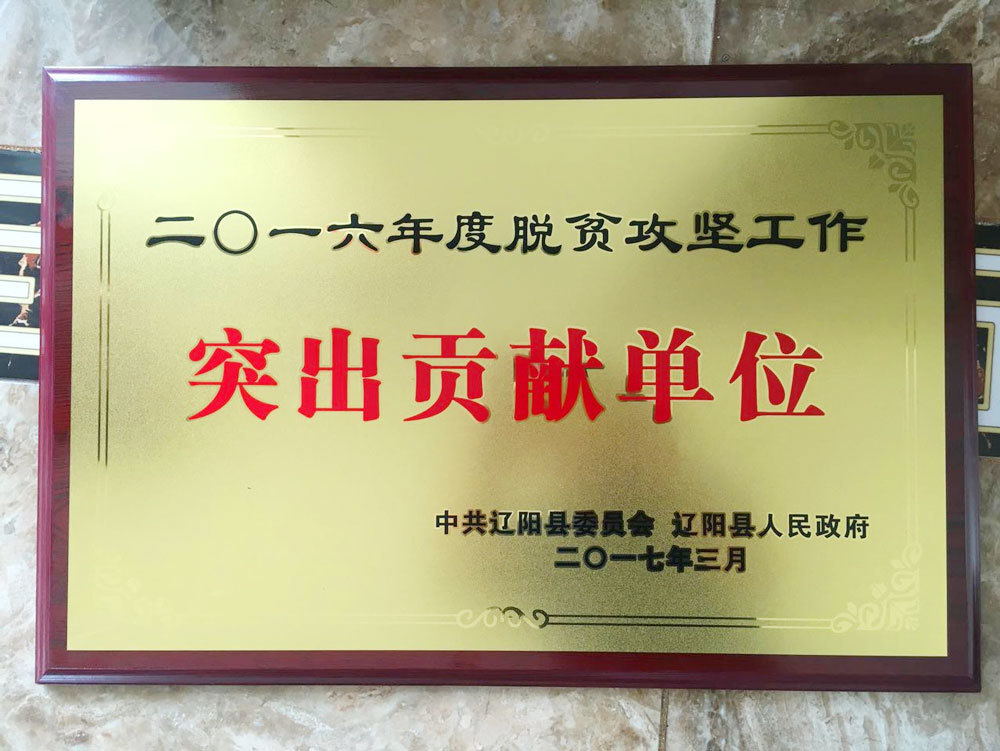 二〇一六年度脱贫攻坚工作
突出贡献单位
中共辽阳县委员会 辽阳县人民政府
二〇一七年三月